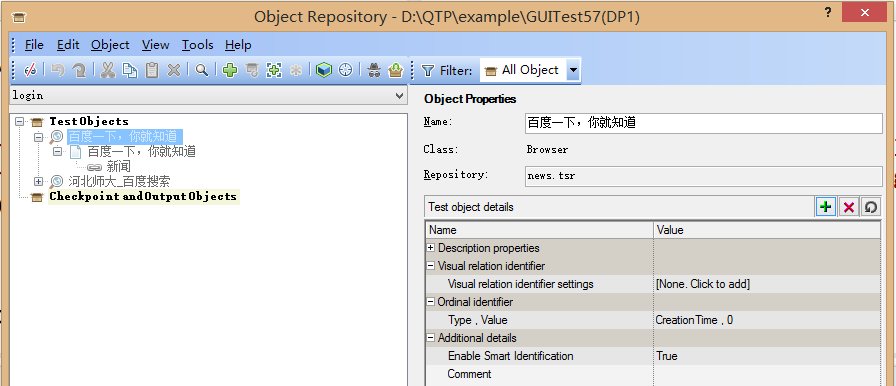 Object Repository - D:\QTP\example\GUITest57(DP1)
?
File Edit Object View Tools Help
Filter: All Object
login
Object Properties
Test Objects
百度一下，你就知道
百度一下，你就知道
新闻
河北师大_百度搜索
Checkpoint and Output Objects
Name: 百度一下，你就知道
Class: Browser
Repository: news.tsr
Test object details
Name Value
Description properties
Visual relation identifier
Visual relation identifier settings [None. Click to add]
Ordinal identifier
Type , Value CreationTime , 0
Additional details
Enable Smart Identification True
Comment